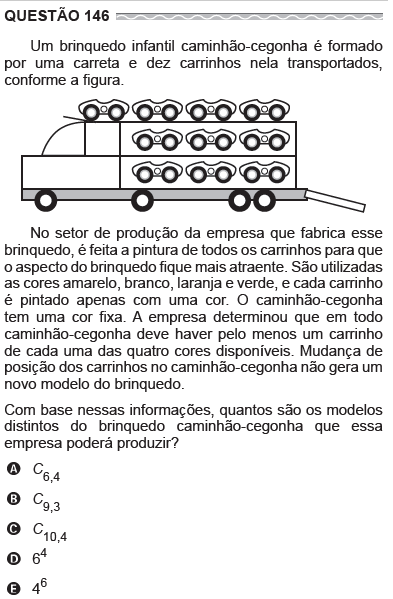 QUESTÃO 146
Um brinquedo infantil caminhão-cegonha é formado
por uma carreta e dez carrinhos nela transportados,
conforme a figura.
No setor de produção da empresa que fabrica esse
brinquedo, é feita a pintura de todos os carrinhos para que
o aspecto do brinquedo fique mais atraente. São utilizadas
as cores amarelo, branco, laranja e verde, e cada carrinho
é pintado apenas com uma cor. O caminhão-cegonha
tem uma cor fixa. A empresa determinou que em todo
caminhão-cegonha deve haver pelo menos um carrinho
de cada uma das quatro cores disponíveis. Mudança de
posição dos carrinhos no caminhão-cegonha não gera um
novo modelo do brinquedo.
Com base nessas informações, quantos são os modelos
distintos do brinquedo caminhão-cegonha que essa
empresa poderá produzir?
A C6,4
B C9,3
C C10,4
D 6^4
E 4^6